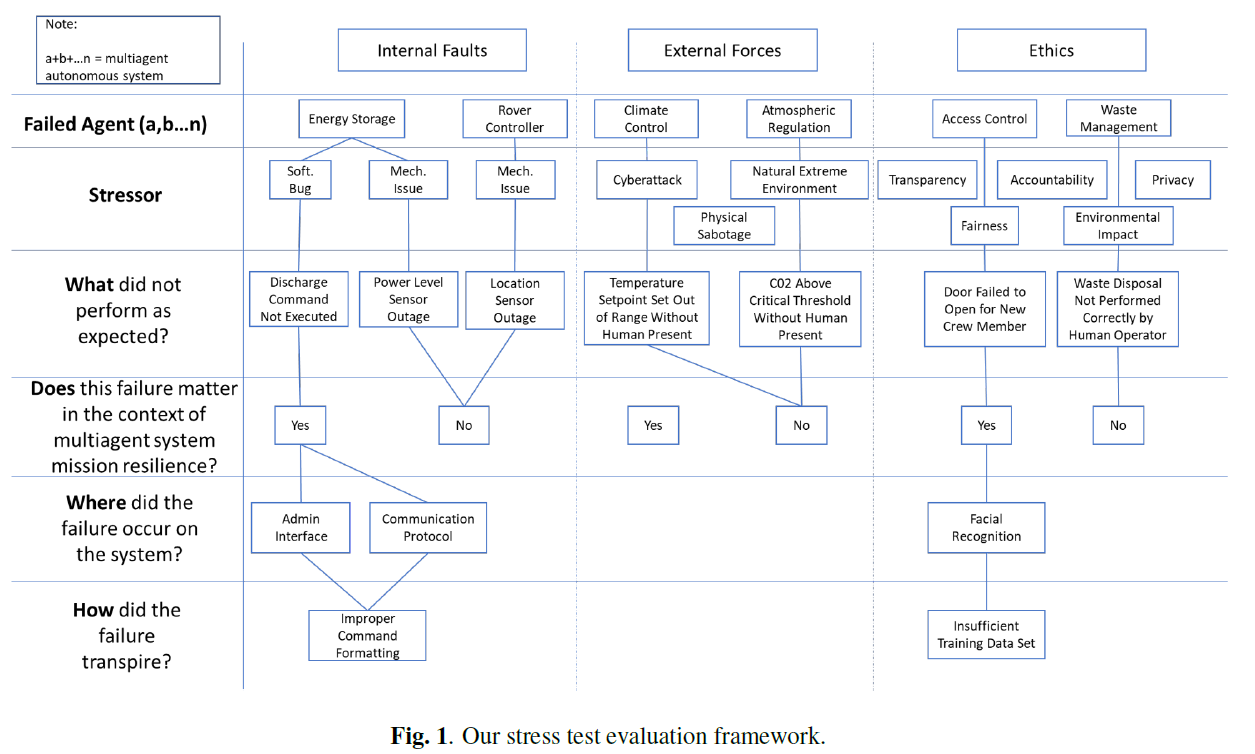 Note:
a+b+...n = multiagent
autonomous system
Internal Faults
External Forces
Ethics
Failed Agent (a,b...n)
Energy Storage
Rover
Controller
Climate
Control
Atmospheric
Regulation
Access Control
Waste
Management
Stressor
Soft.
Bug
Mech.
Issue
Mech.
Issue
Cyberattack
Natural Extreme
Environment
Physical
Sabotage
Transparency
Accountability
Privacy
Fairness
Environmental
Impact
What did not
perform as
expected?
Discharge
Command
Not Executed
Power Level
Sensor
Outage
Location
Sensor
Outage
Temperature
Setpoint Set Out
of Range Without
Human Present
C02 Above
Critical Threshold
Without Human
Present
Door Failed to
Open for New
Crew Member
Waste Disposal
Not Performed
Correctly by
Human Operator
Does this failure matter
in the context of
multiagent system
mission resilience?
Yes
No
Yes
No
Yes
No
Where did the
failure occur on
the system?
Admin
Interface
Communication
Protocol
Facial
Recognition
How did the
failure
transpire?
Improper
Command
Formatting
Insufficient
Training Data Set
Fig. 1. Our stress test evaluation framework.